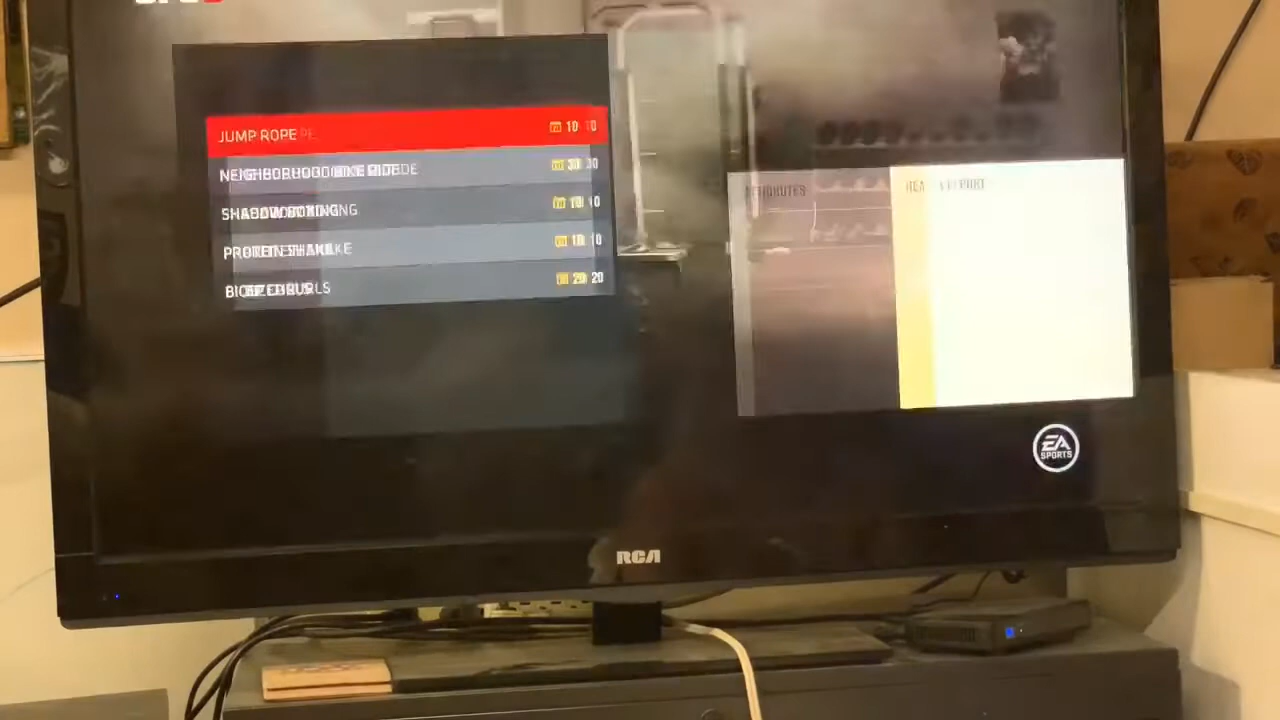 JUMP ROPE 10
NEIGHBORHOOD BIKE RIDE 30
SHADOW BOXING 10
PROTEIN SHAKE 10
BICEP CURLS 20
ATTRIBUTES
EA
SPORTS
RCA